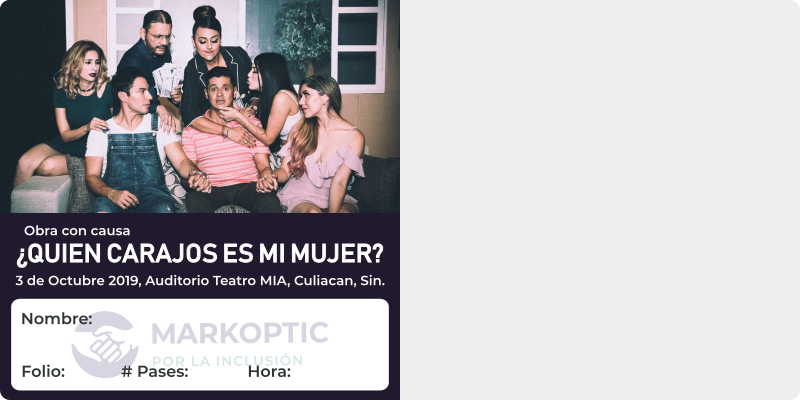 Obra con causa
¿QUIEN CARAJOS ES MI MUJER?
3 de Octubre 2019, Auditorio Teatro MIA, Culiacan, Sin.
Nombre:
MARKOPTIC
POR LA INCLUSIÓN
Folio: # Pases: Hora: